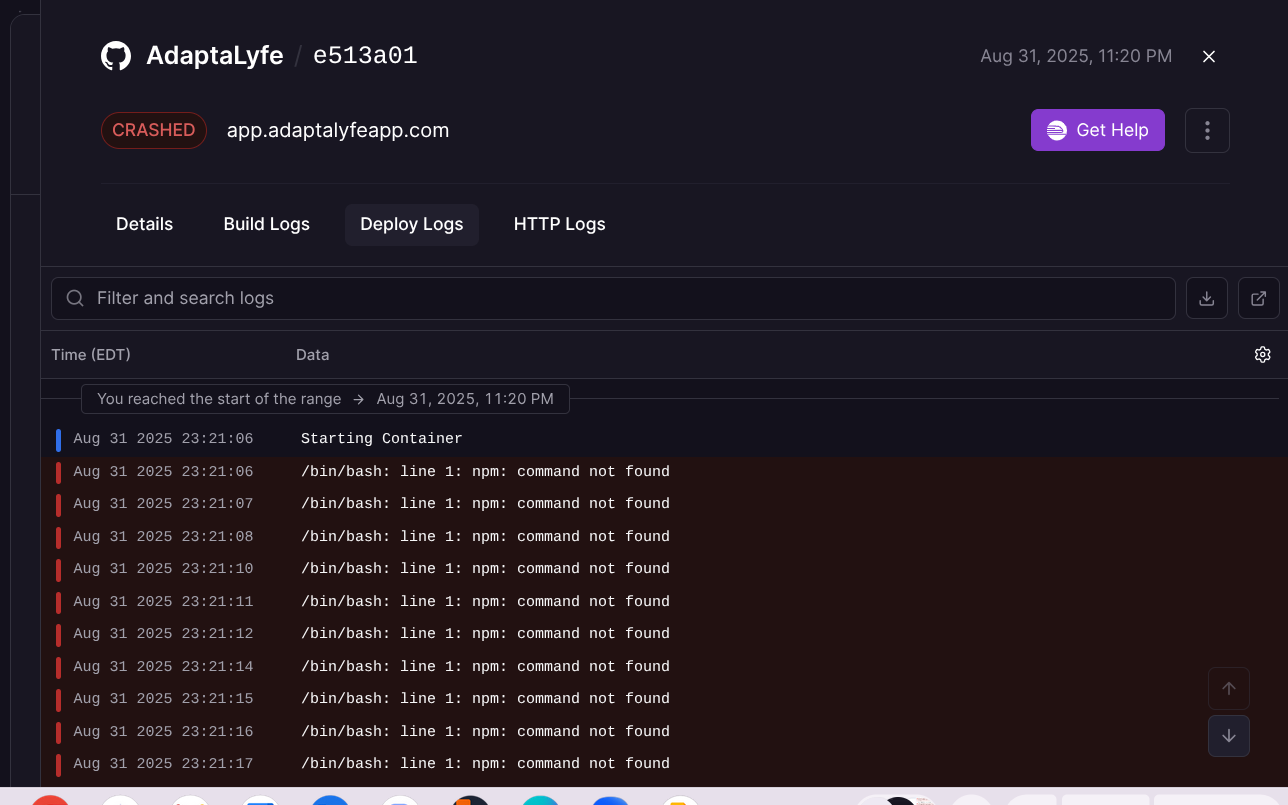 AdaptaLyfe / e513a01
Aug 31, 2025, 11:20 PM
CRASHED
app.adaptalyfeapp.com
Get Help
Details
Build Logs
Deploy Logs
HTTP Logs
Filter and search logs
Time (EDT)
Data
You reached the start of the range → Aug 31, 2025, 11:20 PM
Aug 31 2025 23:21:06 Starting Container
Aug 31 2025 23:21:06 /bin/bash: line 1: npm: command not found
Aug 31 2025 23:21:07 /bin/bash: line 1: npm: command not found
Aug 31 2025 23:21:08 /bin/bash: line 1: npm: command not found
Aug 31 2025 23:21:10 /bin/bash: line 1: npm: command not found
Aug 31 2025 23:21:11 /bin/bash: line 1: npm: command not found
Aug 31 2025 23:21:12 /bin/bash: line 1: npm: command not found
Aug 31 2025 23:21:14 /bin/bash: line 1: npm: command not found
Aug 31 2025 23:21:15 /bin/bash: line 1: npm: command not found
Aug 31 2025 23:21:16 /bin/bash: line 1: npm: command not found
Aug 31 2025 23:21:17 /bin/bash: line 1: npm: command not found